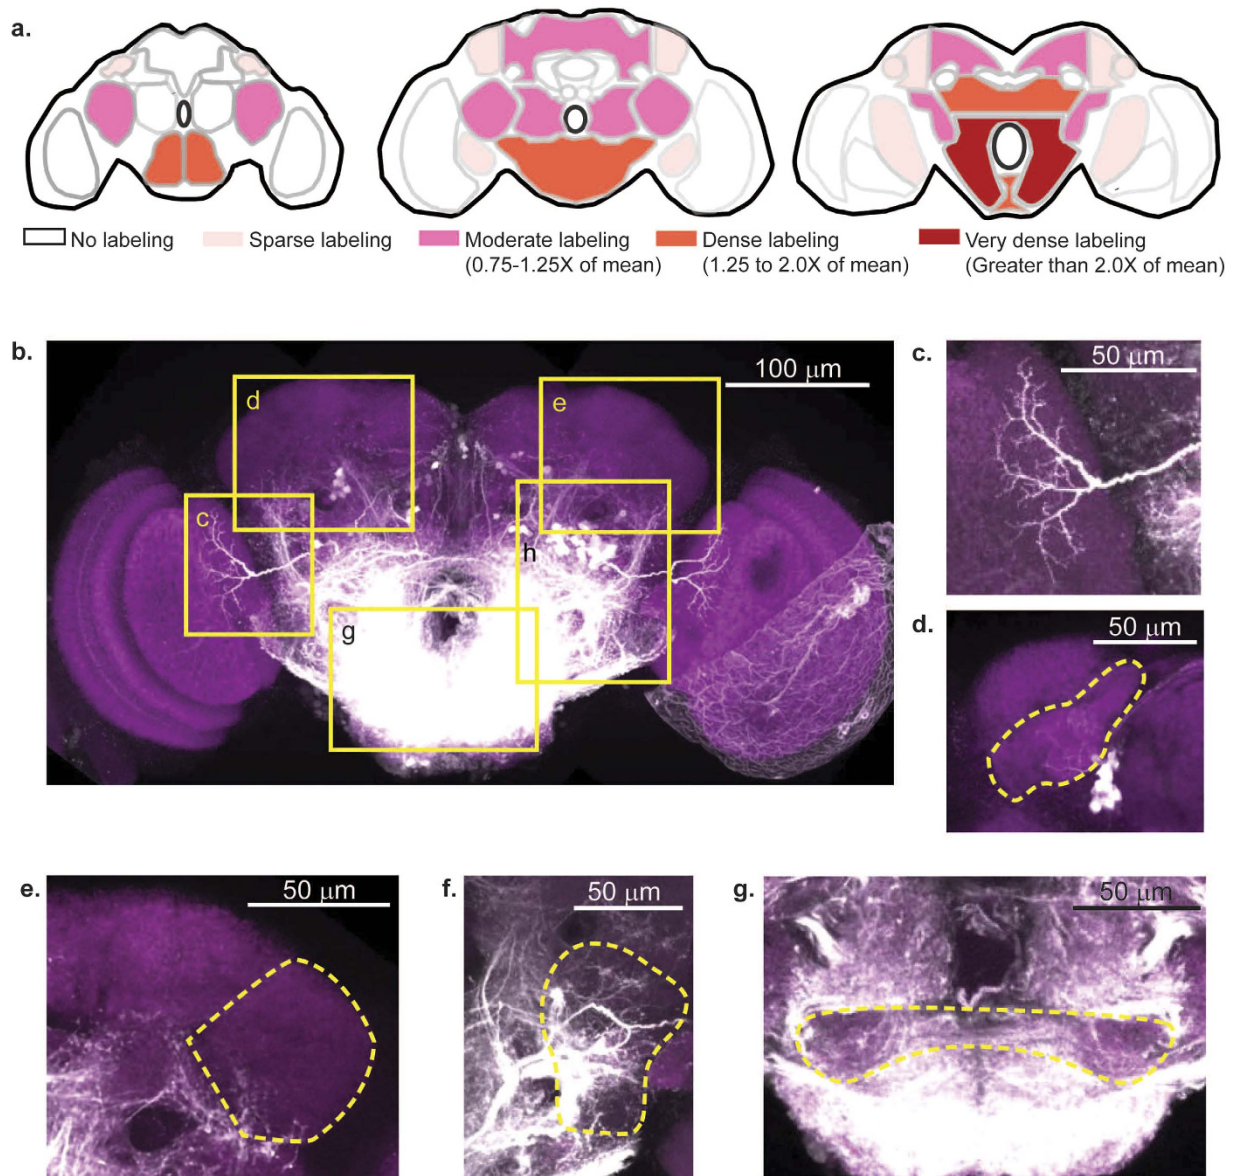 a.
No labeling
Sparse labeling
Moderate labeling
(0.75-1.25X of mean)
Dense labeling
(1.25 to 2.0X of mean)
Very dense labeling
(Greater than 2.0X of mean)
b.
100 μm
d
e
c
h
g
c.
50 μm
d.
50 μm
e.
50 μm
f.
50 μm
g.
50 μm